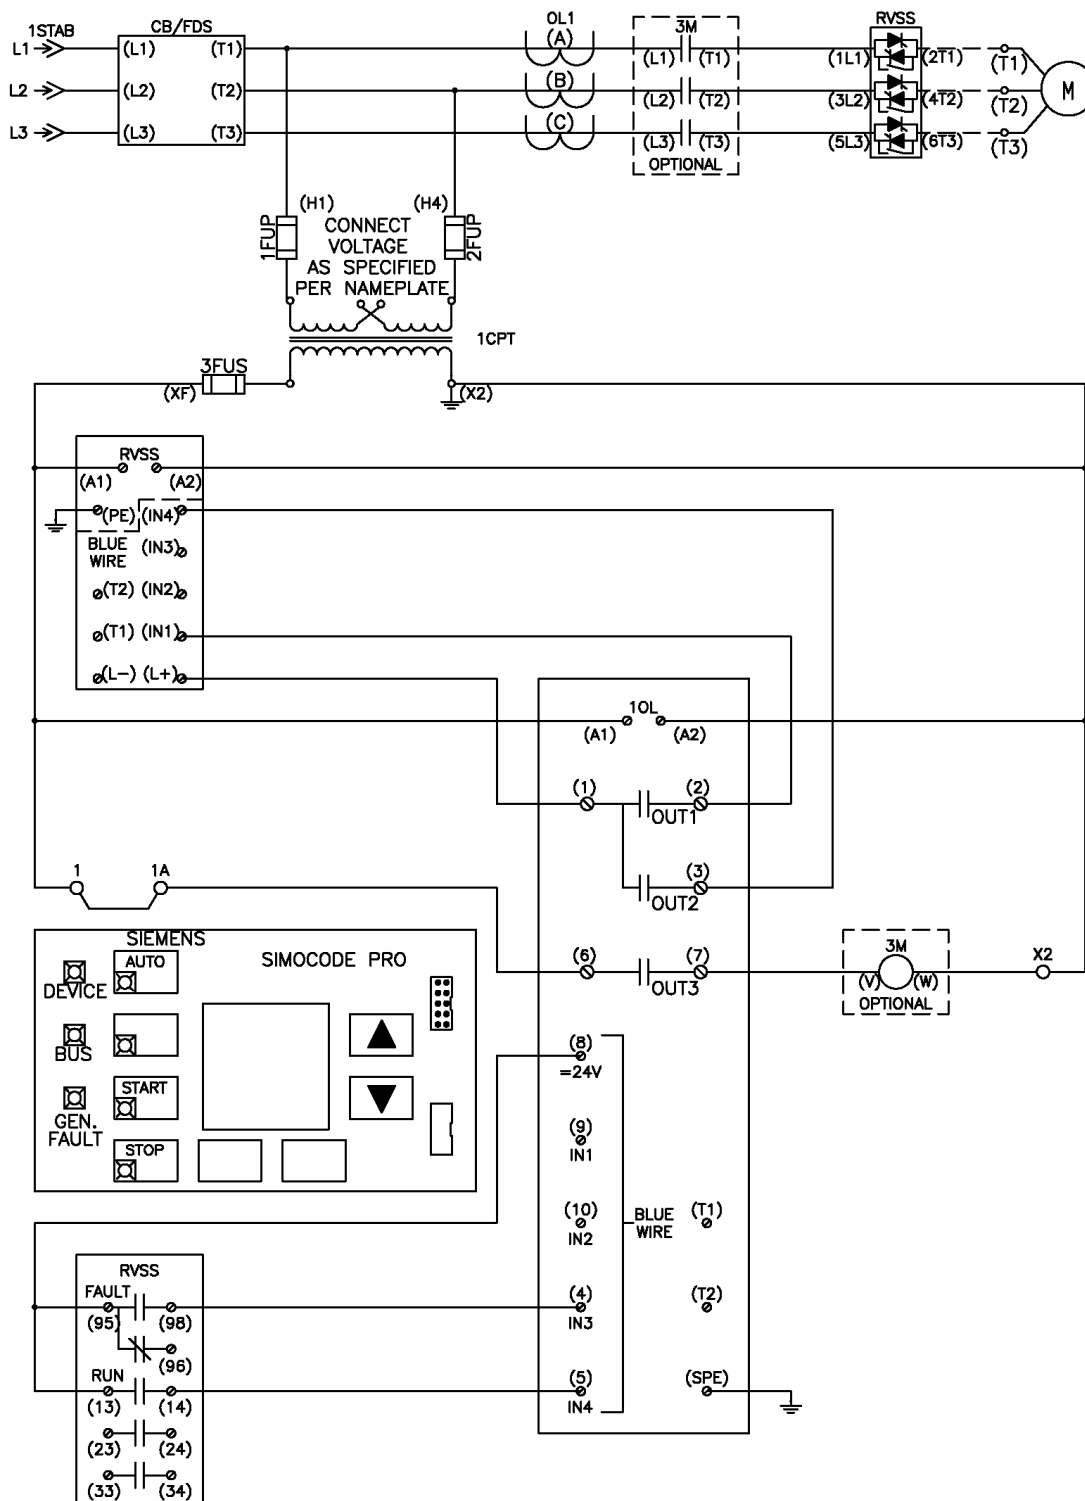 1STAB CB/FDS OL1 3M RVSS
L1 (L1) (T1) (A) (L1) (T1) (1L1) (2T1) (T1)
L2 (L2) (T2) (B) (L2) (T2) (3L2) (4T2) (T2) M
L3 (L3) (T3) (C) (L3) (T3) (5L3) (6T3) (T3)
OPTIONAL
(H1) (H4)
1FUP 2FUP
CONNECT
VOLTAGE
AS SPECIFIED
PER NAMEPLATE
1CPT
3FUS
(XF) (X2)
RVSS
(A1) (A2)
(PE) (IN4)
BLUE
WIRE
(IN3)
(T2) (IN2)
(T1) (IN1)
(L-) (L+)
1OL
(A1) (A2)
(1) (2)
OUT1
(3)
OUT2
1 1A
SIEMENS
AUTO SIMOCODE PRO
DEVICE
BUS
START
GEN.
FAULT
STOP
(6) (7)
OUT3
3M
(V) (W)
OPTIONAL
X2
(8)
=24V
(9)
IN1
(10) (T1)
IN2
BLUE
WIRE
(4) (T2)
IN3
(5) (SPE)
IN4
RVSS
FAULT
(95) (98)
(96)
RUN
(13) (14)
(23) (24)
(33) (34)